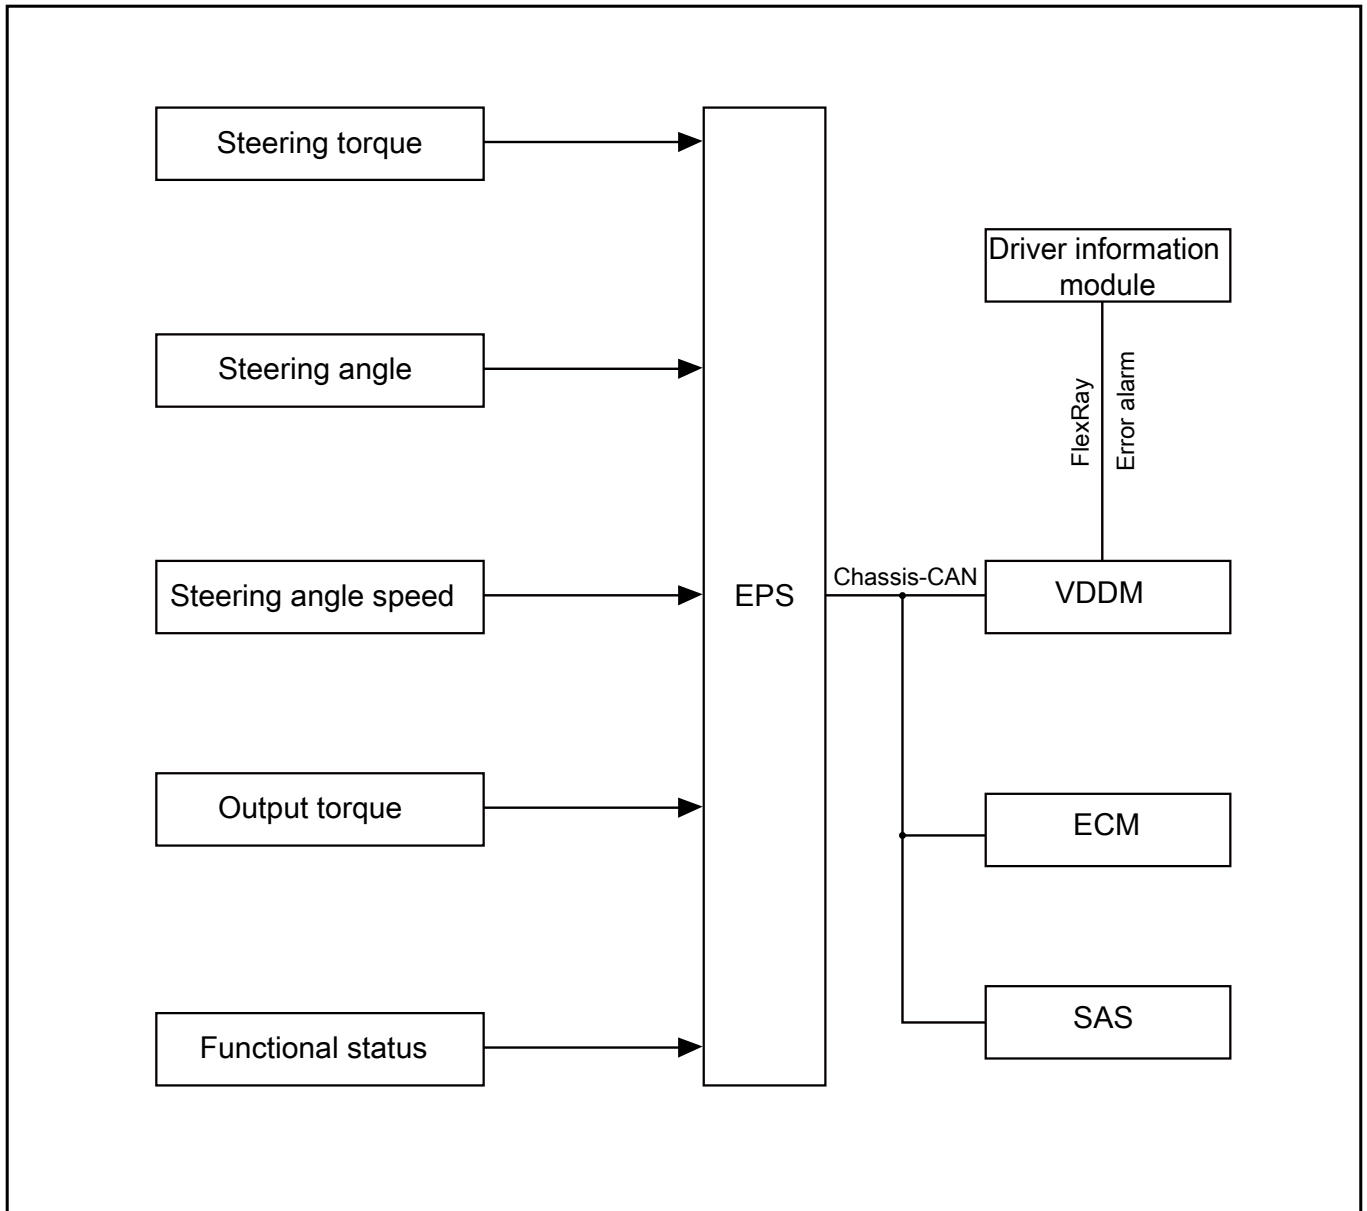 Steering torque
Steering angle
Steering angle speed
Output torque
Functional status
EPS
Chassis-CAN
Driver information
module
FlexRay
Error alarm
VDDM
ECM
SAS